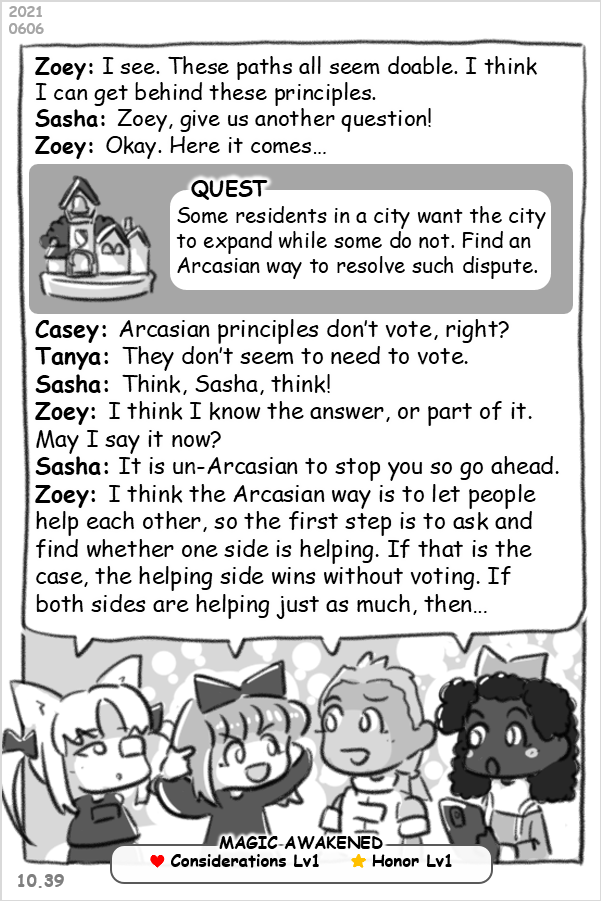 2021
0606
Zoey: I see. These paths all seem doable. I think
I can get behind these principles.
Sasha: Zoey, give us another question!
Zoey: Okay. Here it comes...
QUEST
Some residents in a city want the city
to expand while some do not. Find an
Arcasian way to resolve such dispute.
Casey: Arcasian principles don't vote, right?
Tanya: They don't seem to need to vote.
Sasha: Think, Sasha, think!
Zoey: I think I know the answer, or part of it.
May I say it now?
Sasha: It is un-Arcasian to stop you so go ahead.
Zoey: I think the Arcasian way is to let people
help each other, so the first step is to ask and
find whether one side is helping. If that is the
case, the helping side wins without voting. If
both sides are helping just as much, then...
MAGIC AWAKENED
Considerations Lv1 Honor Lv1
10.39